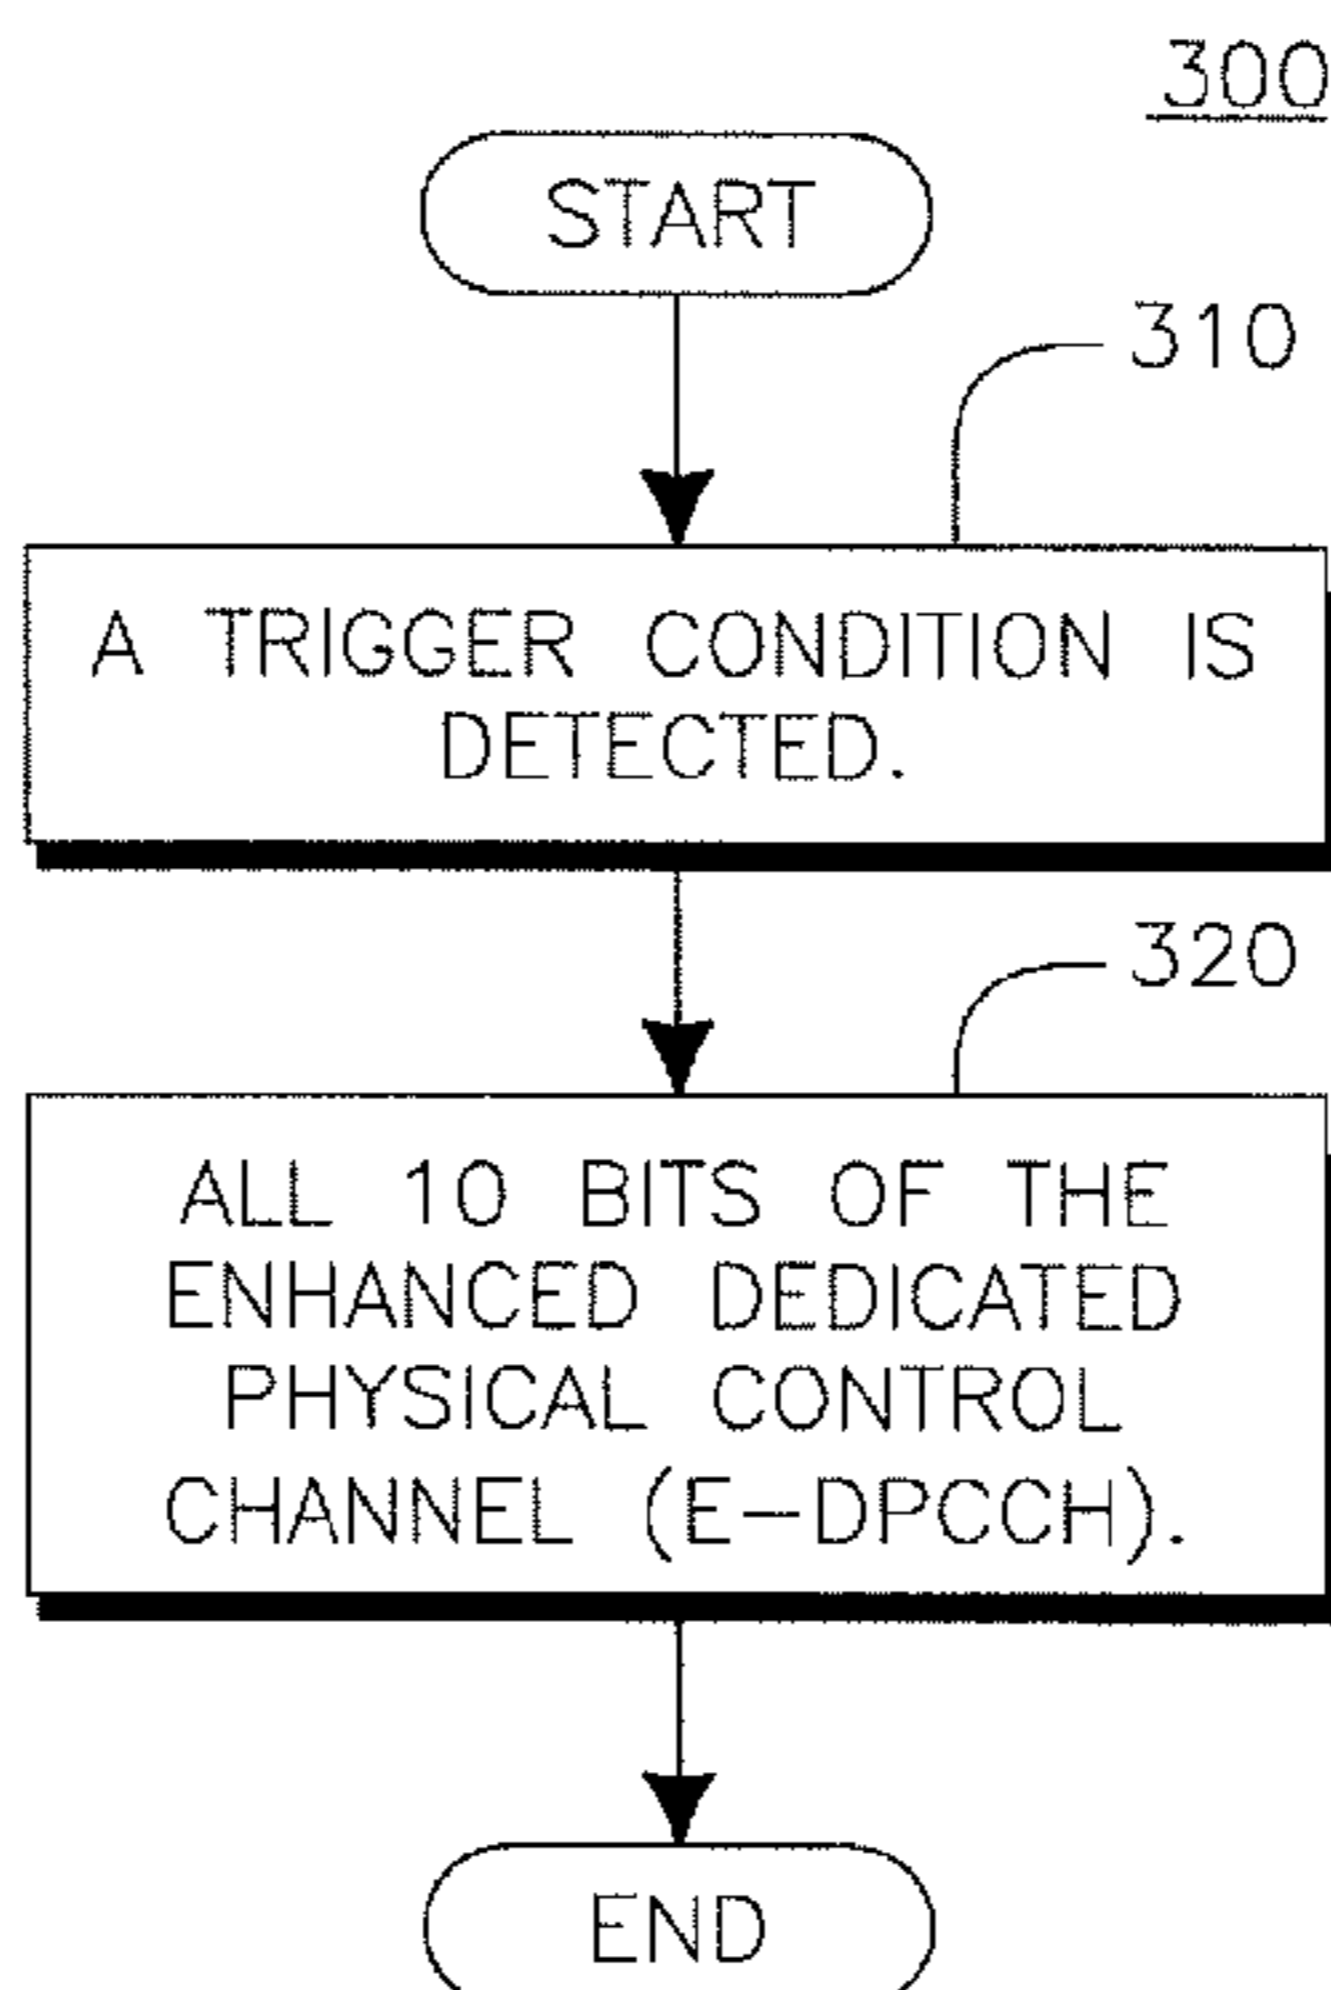 300
START
310
A TRIGGER CONDITION IS
DETECTED.
320
ALL 10 BITS OF THE
ENHANCED DEDICATED
PHYSICAL CONTROL
CHANNEL (E-DPCCH).
END